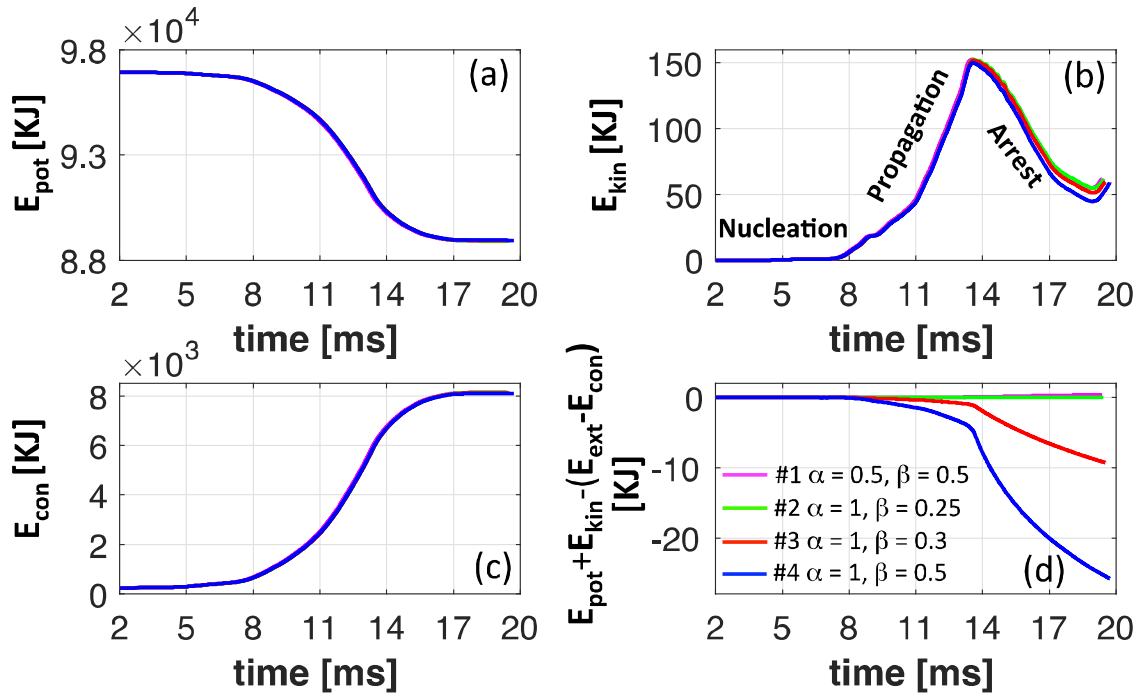 ×10⁴
9.8
9.3
8.8
E_pot [KJ]
(a)
2 5 8 11 14 17 20
time [ms]
150
100
50
0
E_kin [KJ]
(b)
Nucleation
Propagation
Arrest
2 5 8 11 14 17 20
time [ms]
×10³
8
6
4
2
0
E_con [KJ]
(c)
2 5 8 11 14 17 20
time [ms]
E_pot+E_kin-(E_ext-E_con)
[KJ]
0
-10
-20
#1 α = 0.5, β = 0.5
#2 α = 1, β = 0.25
#3 α = 1, β = 0.3
#4 α = 1, β = 0.5
(d)
2 5 8 11 14 17 20
time [ms]